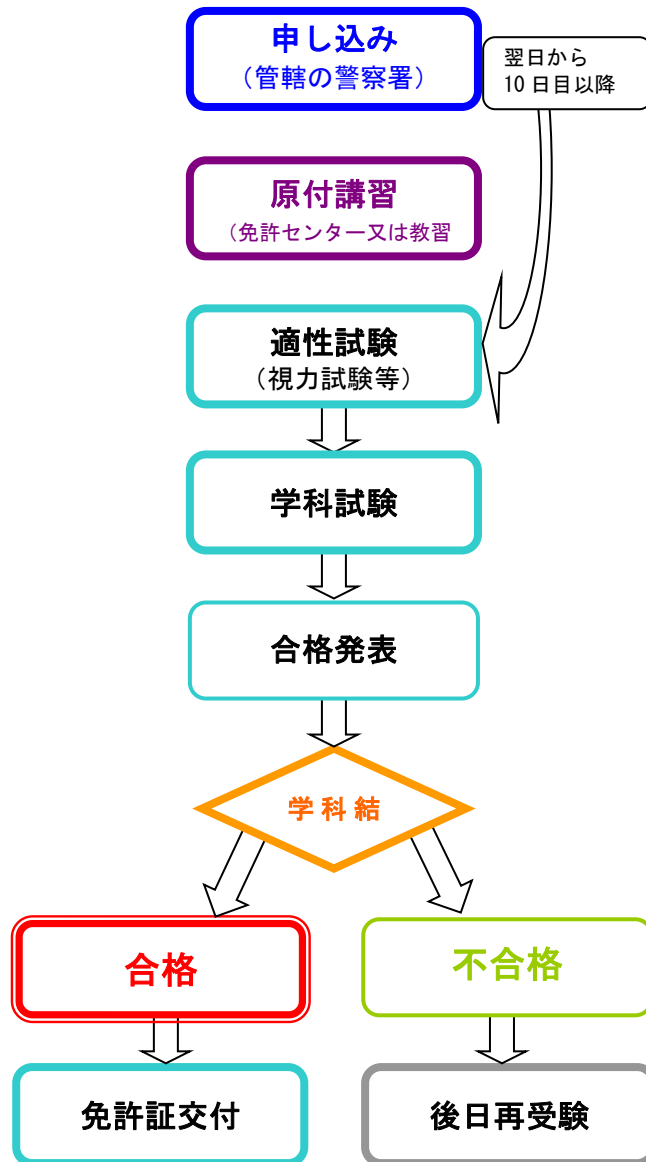 申し込み
（管轄の警察署）
翌日から
10日目以降
原付講習
（免許センター又は教習
適性試験
（視力試験等）
学科試験
合格発表
学科結
合格
不合格
免許証交付
後日再受験